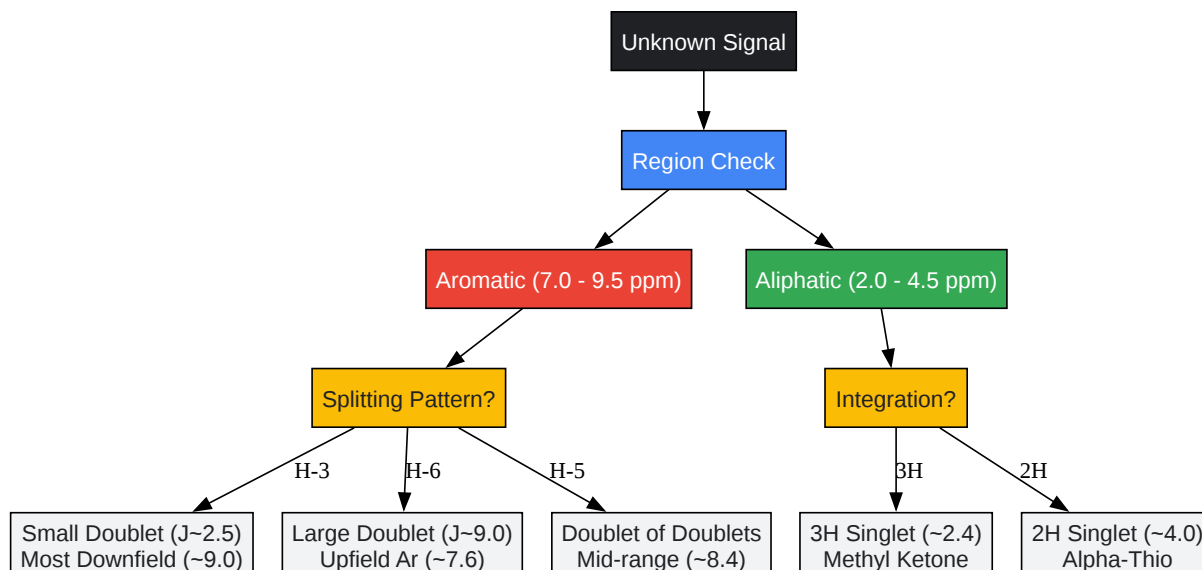 Unknown Signal
Region Check
Aromatic (7.0 - 9.5 ppm)
Aliphatic (2.0 - 4.5 ppm)
Splitting Pattern?
Integration?
H-3
H-6
H-5
3H
2H
Small Doublet (J~2.5)
Most Downfield (~9.0)
Large Doublet (J~9.0)
Upfield Ar (~7.6)
Doublet of Doublets
Mid-range (~8.4)
3H Singlet (~2.4)
Methyl Ketone
2H Singlet (~4.0)
Alpha-Thio